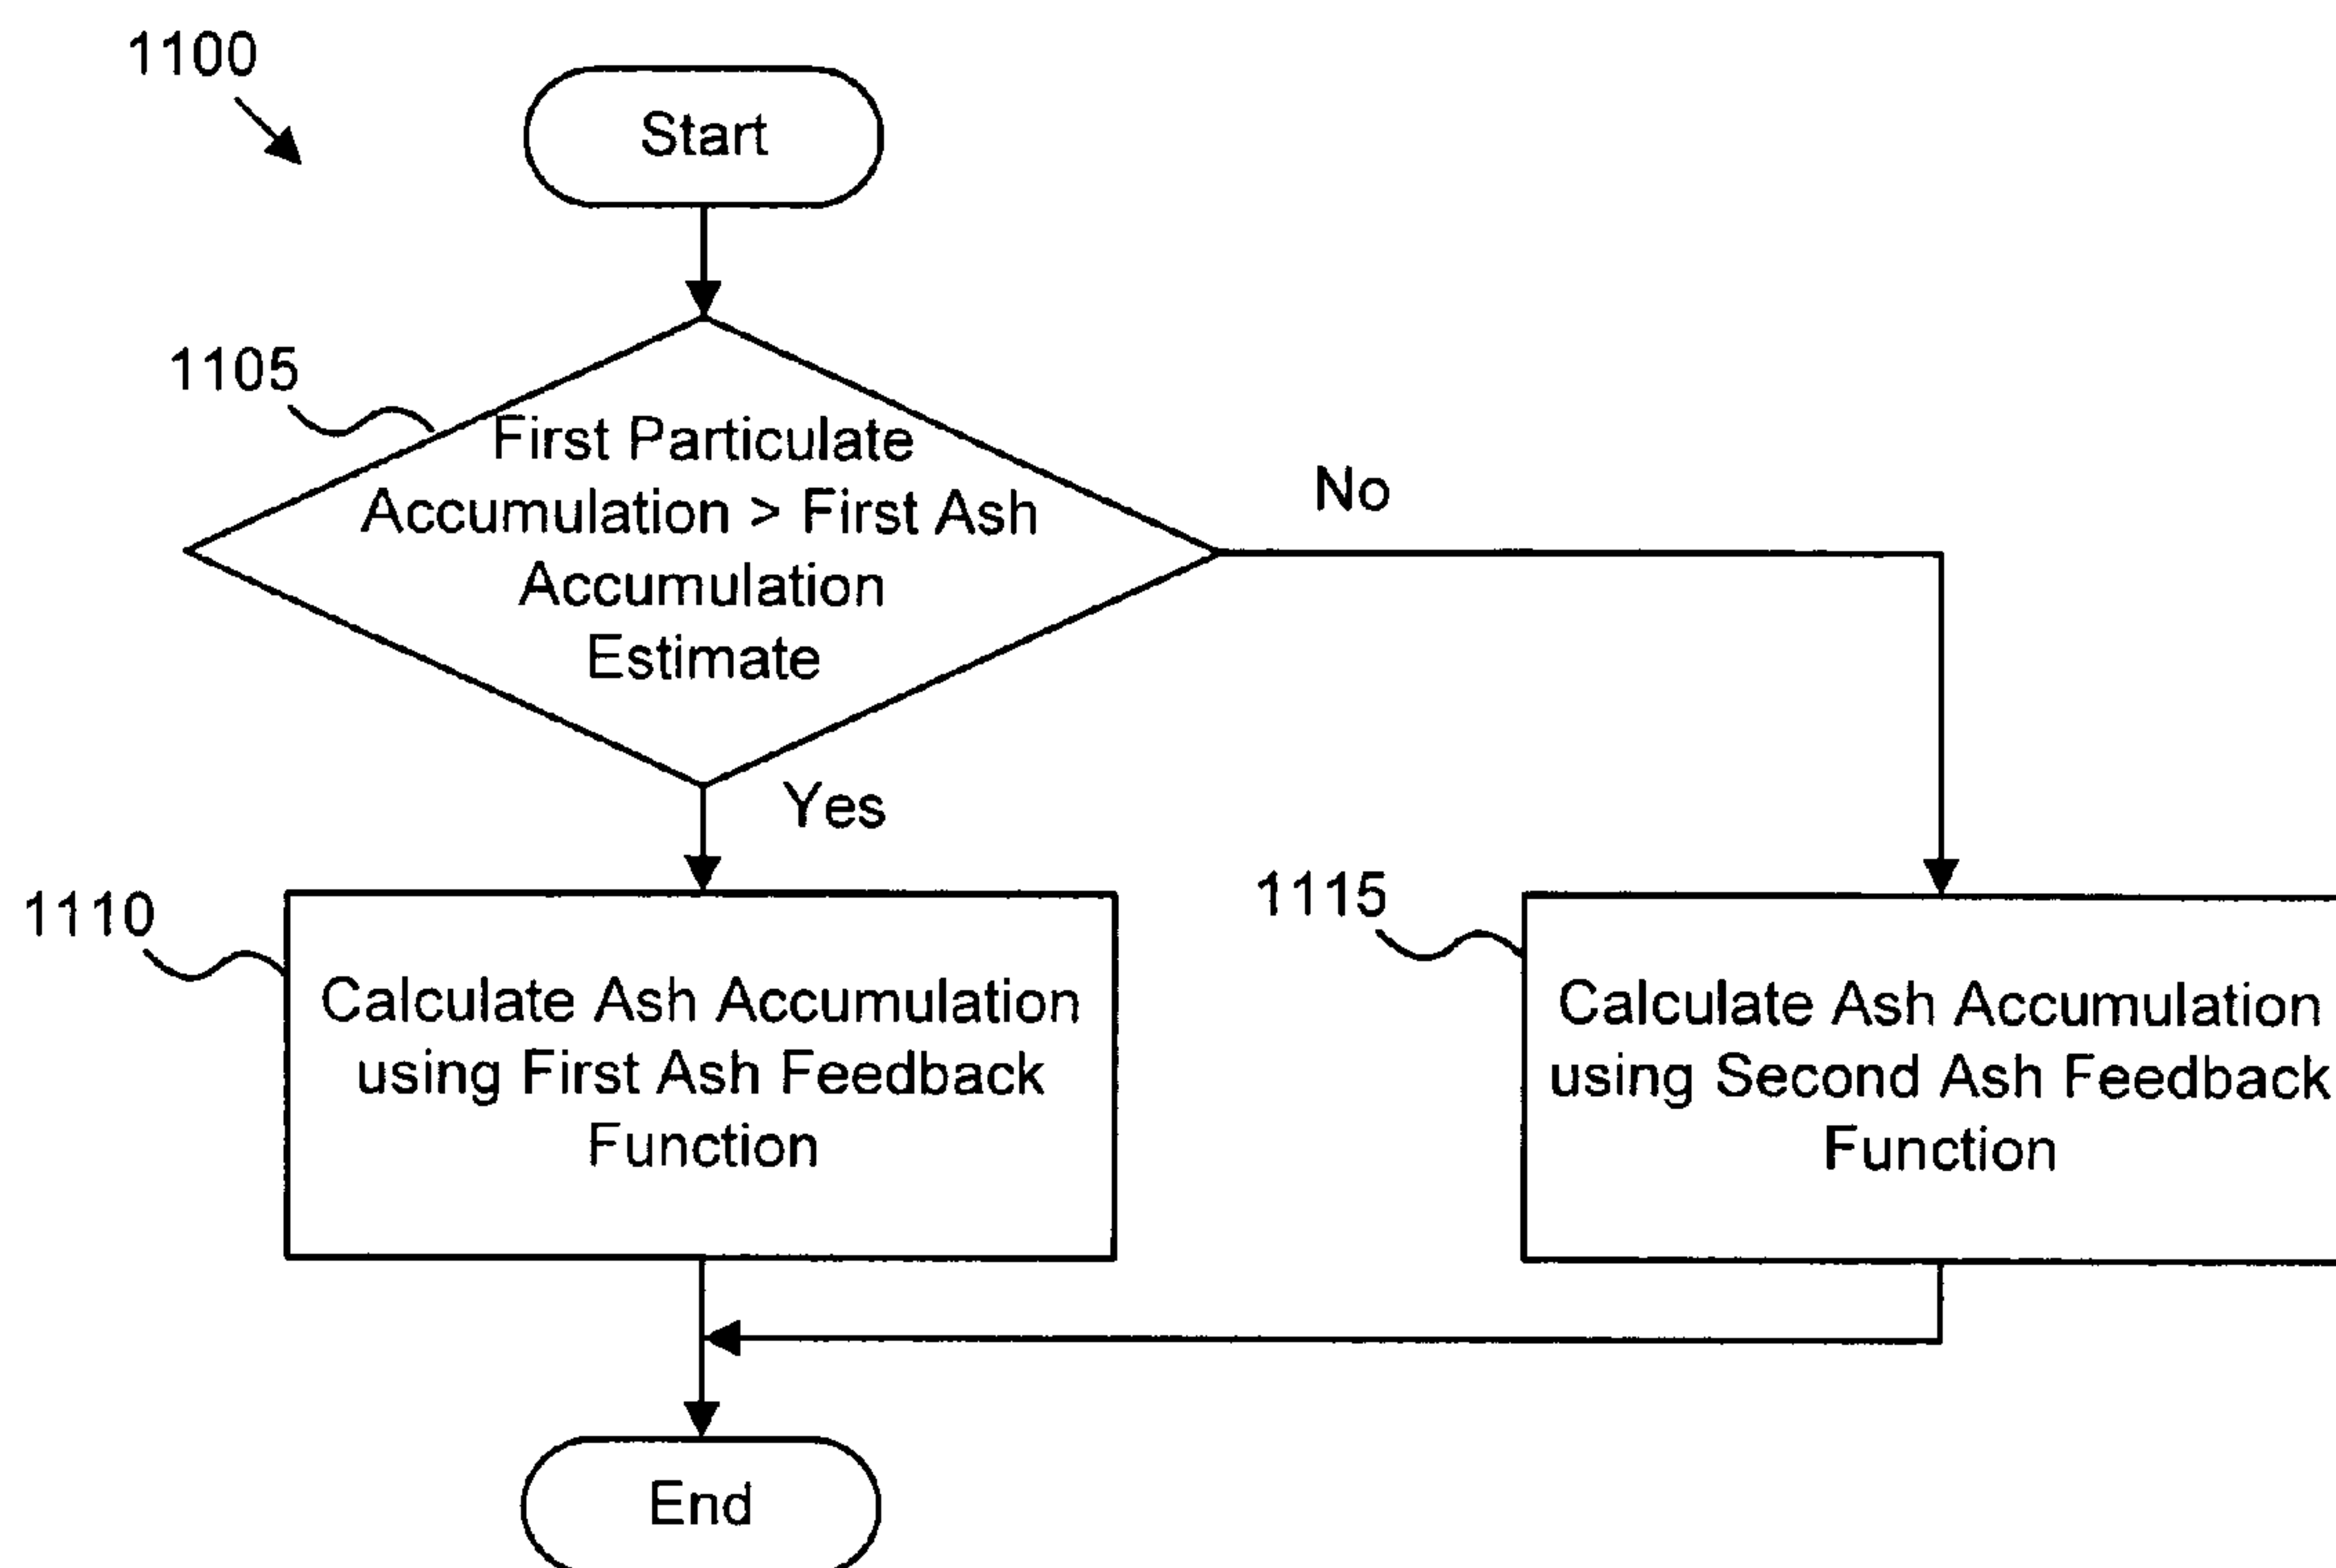 1100
Start
1105
First Particulate
Accumulation > First Ash
Accumulation
Estimate
No
Yes
1110
Calculate Ash Accumulation
using First Ash Feedback
Function
1115
Calculate Ash Accumulation
using Second Ash Feedback
Function
End